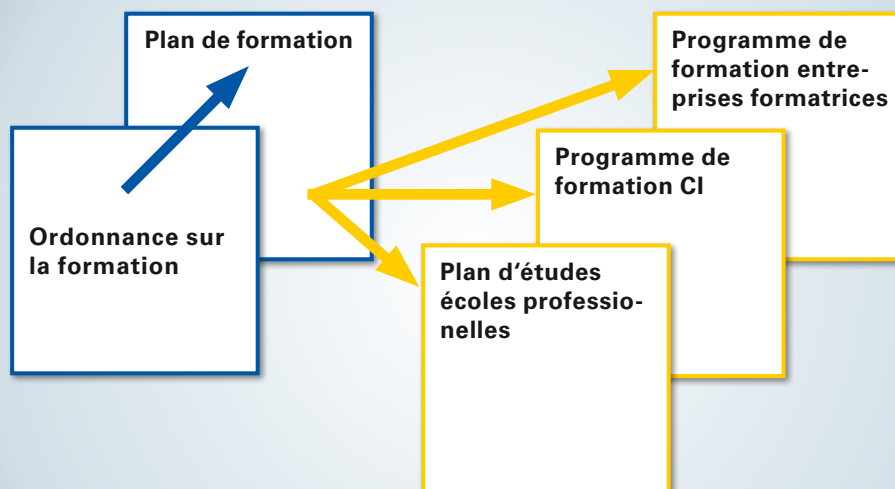 Plan de formation
Ordonnance sur
la formation
Programme de
formation entre-
prises formatrices
Programme de
formation CI
Plan d‘études
écoles professio-
nelles